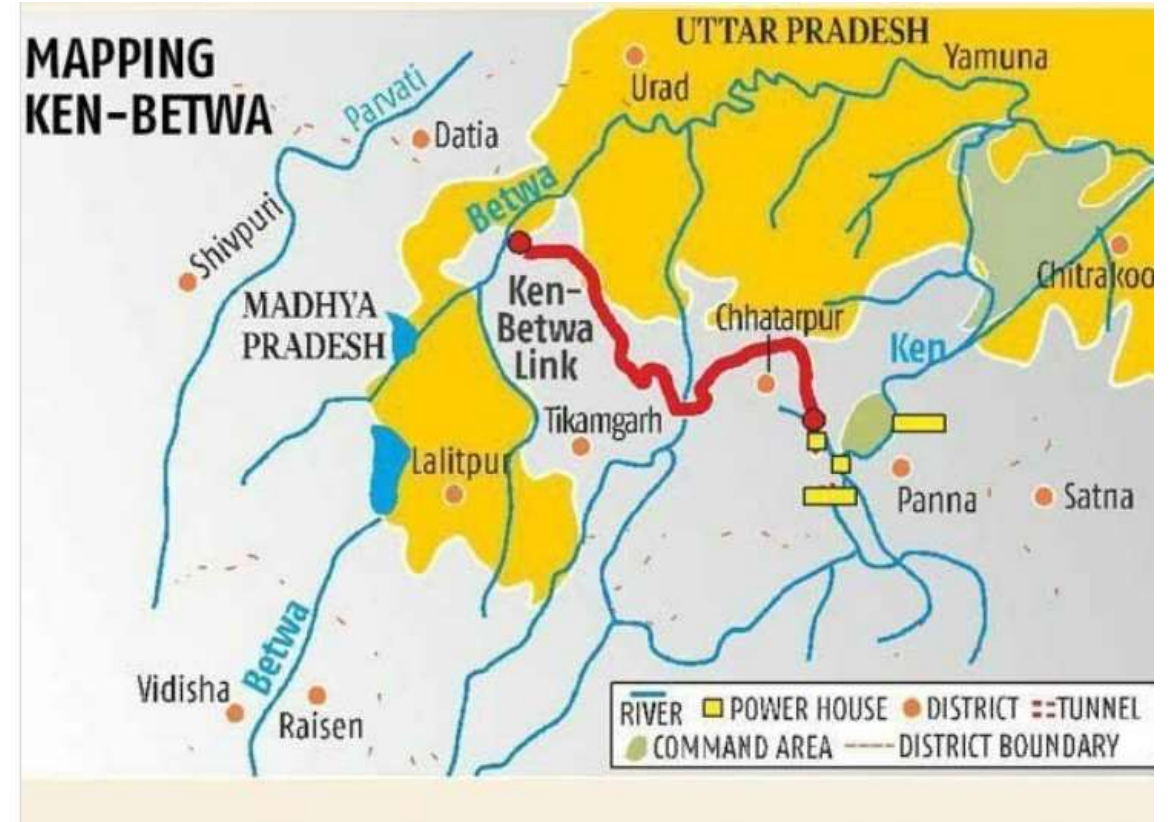 MAPPING
KEN-BETWA
UTTAR PRADESH
Yamuna
Parvati
Urad
Datia
Betwa
Shivpuri
Chitrakoo
MADHYA
PRADESH
Ken-
Betwa
Link
Chhatarpur
Ken
Tikamgarh
Lalitpur
Panna
Satna
Betwa
Vidisha
Raisen
RIVER POWER HOUSE DISTRICT TUNNEL
COMMAND AREA DISTRICT BOUNDARY